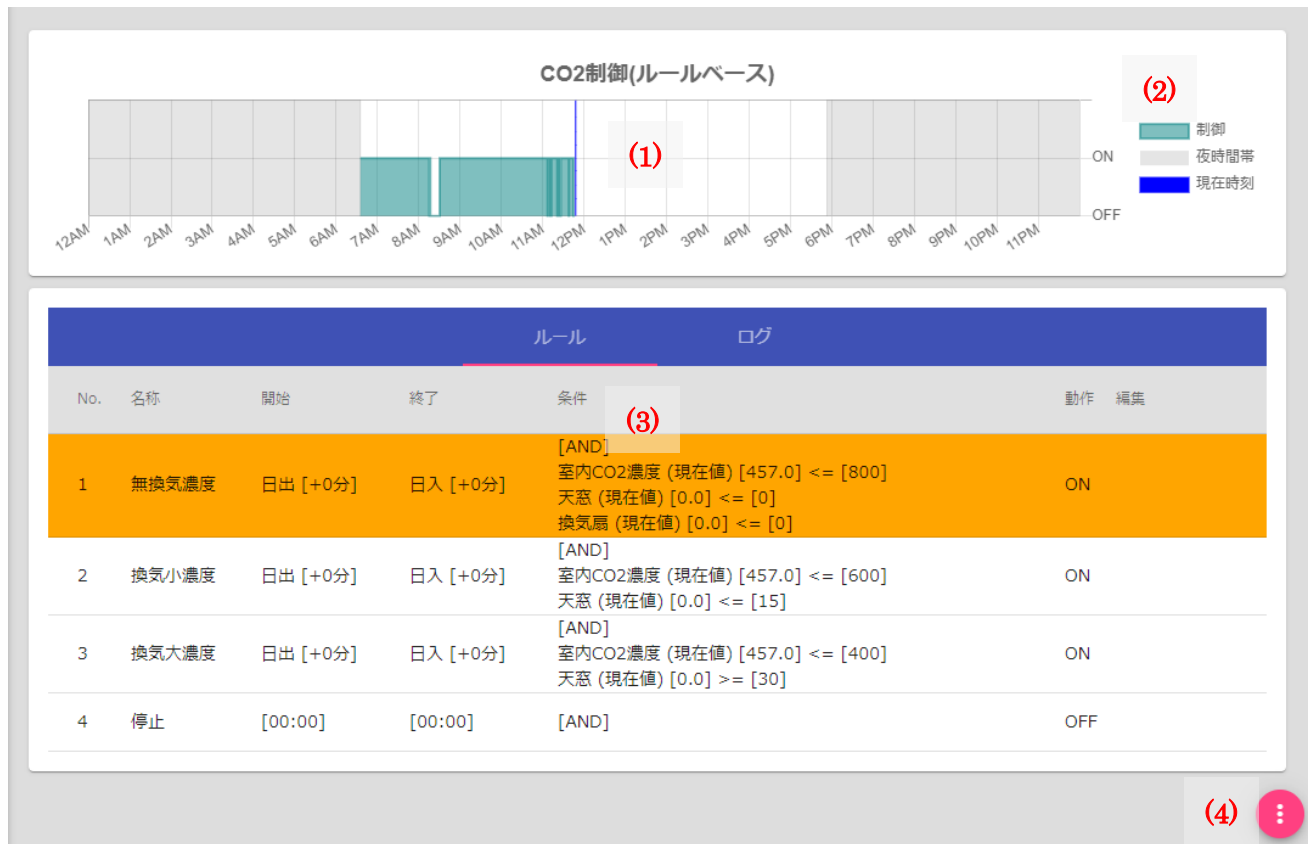 CO2制御(ルールベース)
(2)
制御
夜時間帯
現在時刻
(1)
ON
OFF
12AM 1AM 2AM 3AM 4AM 5AM 6AM 7AM 8AM 9AM 10AM 11AM 12PM 1PM 2PM 3PM 4PM 5PM 6PM 7PM 8PM 9PM 10PM 11PM
ルール ログ
No. 名称 開始 終了 条件 動作 編集
(3)
[AND]
1 無換気濃度 日出 [+0分] 日入 [+0分] 室内CO2濃度 (現在値) [457.0] <= [800] ON
天窓 (現在値) [0.0] <= [0]
換気扇 (現在値) [0.0] <= [0]
[AND]
2 換気小濃度 日出 [+0分] 日入 [+0分] 室内CO2濃度 (現在値) [457.0] <= [600] ON
天窓 (現在値) [0.0] <= [15]
[AND]
3 換気大濃度 日出 [+0分] 日入 [+0分] 室内CO2濃度 (現在値) [457.0] <= [400] ON
天窓 (現在値) [0.0] >= [30]
4 停止 [00:00] [00:00] [AND] OFF
(4)